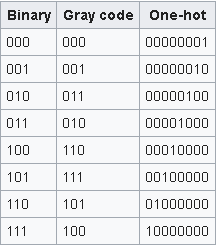 Binary Gray code One-hot
000 000 00000001
001 001 00000010
010 011 00000100
011 010 00001000
100 110 00010000
101 111 00100000
110 101 01000000
111 100 10000000